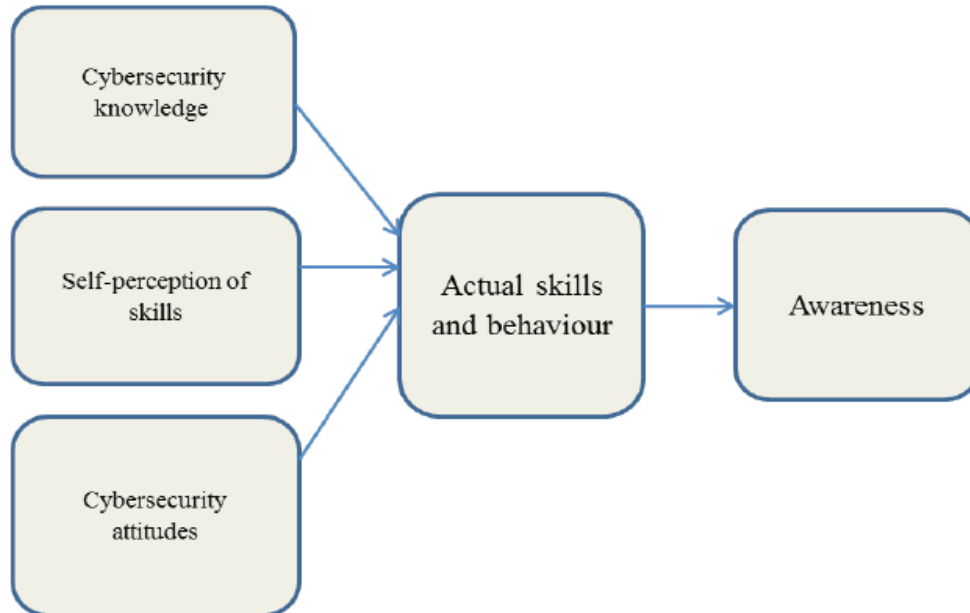 Cybersecurity
knowledge
Self-perception of
skills
Cybersecurity
attitudes
Actual skills
and behaviour
Awareness